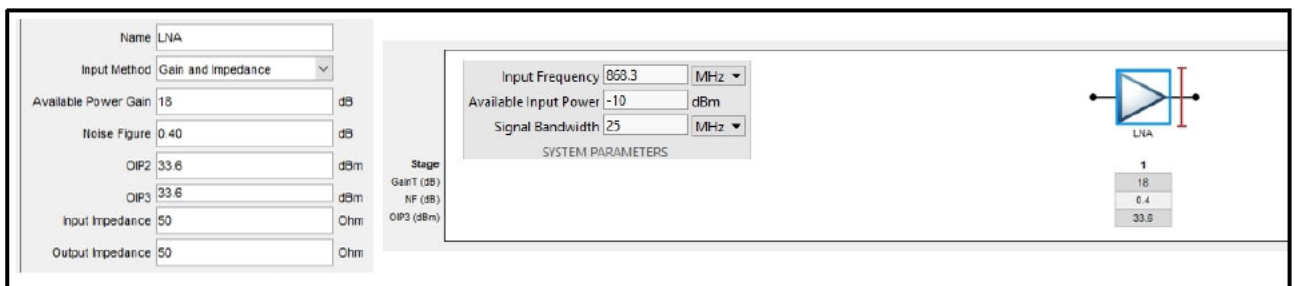 Name LNA
Input Method Gain and Impedance
Available Power Gain 18 dB
Noise Figure 0.40 dB
OIP2 33.6 dBm
OIP3 33.6 dBm
Input Impedance 50 Ohm
Output Impedance 50 Ohm
Input Frequency 868.3 MHz
Available Input Power -10 dBm
Signal Bandwidth 25 MHz
SYSTEM PARAMETERS
LNA
Stage 1
GainT (dB) 18
NF (dB) 0.4
OIP3 (dBm) 33.6